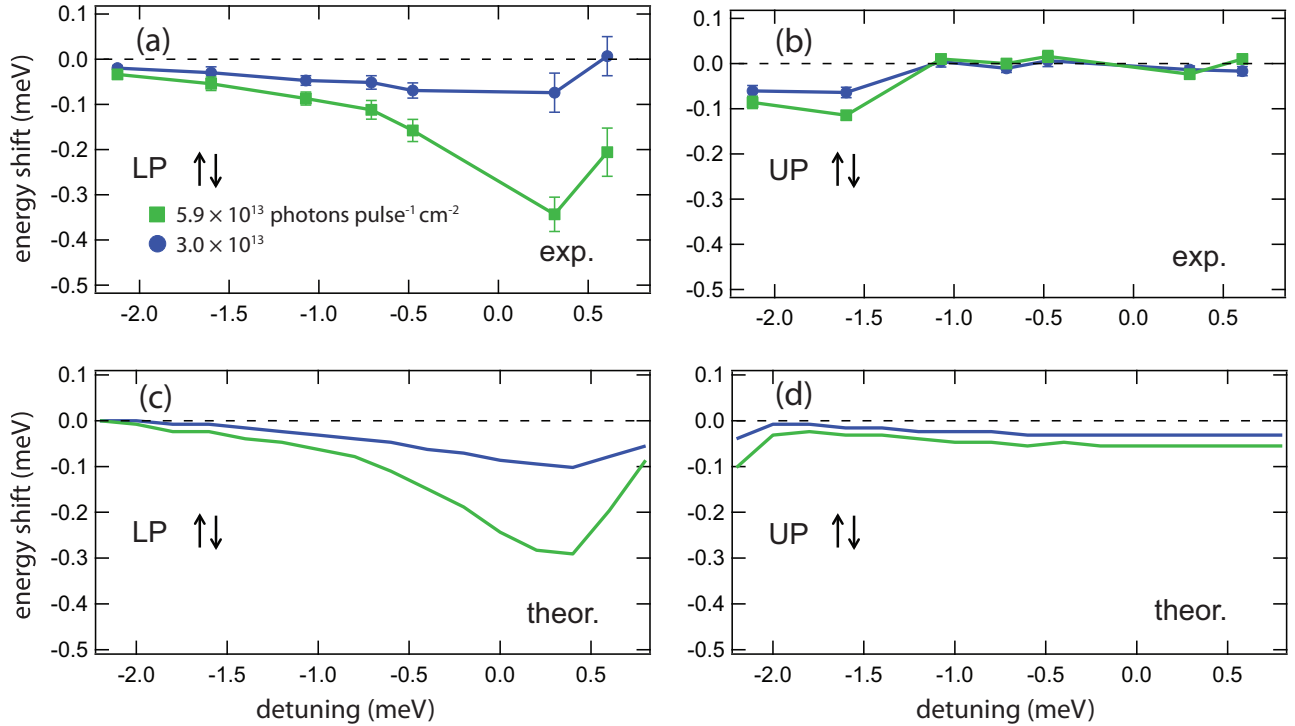 (a)
0.1
0.0
-0.1
-0.2
-0.3
-0.4
-0.5
energy shift (meV)
LP ↑↓
5.9 × 10¹³ photons pulse⁻¹ cm⁻²
3.0 × 10¹³
exp.
-2.0 -1.5 -1.0 -0.5 0.0 0.5
(b)
0.1
0.0
-0.1
-0.2
-0.3
-0.4
-0.5
UP ↑↓
exp.
-2.0 -1.5 -1.0 -0.5 0.0 0.5
(c)
0.1
0.0
-0.1
-0.2
-0.3
-0.4
-0.5
energy shift (meV)
LP ↑↓
theor.
-2.0 -1.5 -1.0 -0.5 0.0 0.5
detuning (meV)
(d)
0.1
0.0
-0.1
-0.2
-0.3
-0.4
-0.5
UP ↑↓
theor.
-2.0 -1.5 -1.0 -0.5 0.0 0.5
detuning (meV)